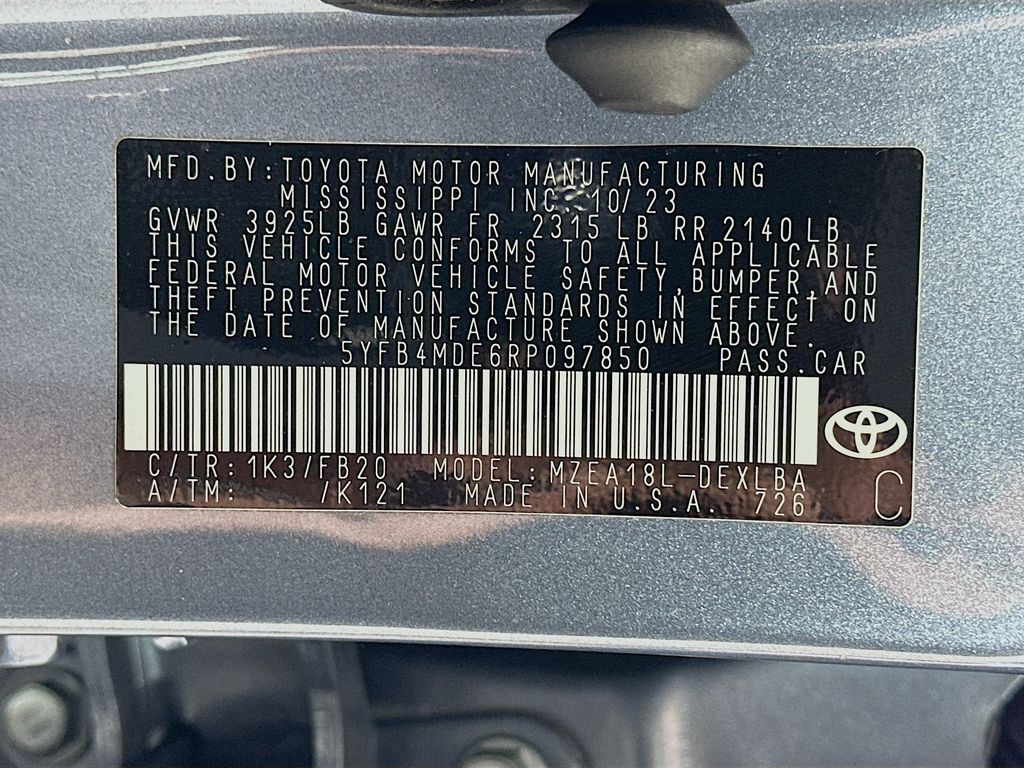 MFD.BY:TOYOTA MOTOR MANUFACTURING
MISSISSIPPI INC. 10/23
GVWR 3925LB GAWR FR 2315 LB RR 2140 LB
THIS VEHICLE CONFORMS TO ALL APPLICABLE
FEDERAL MOTOR VEHICLE SAFETY,BUMPER,AND
THEFT PREVENTION STANDARDS IN EFFECT ON
THE DATE OF MANUFACTURE SHOWN ABOVE.
5YFB4MDE6RP097850 PASS.CAR
C/TR:1K3/FB20 MODEL:MZEA18L-DEXLBA
A/TM: /K121 MADE IN U.S.A. 726
C